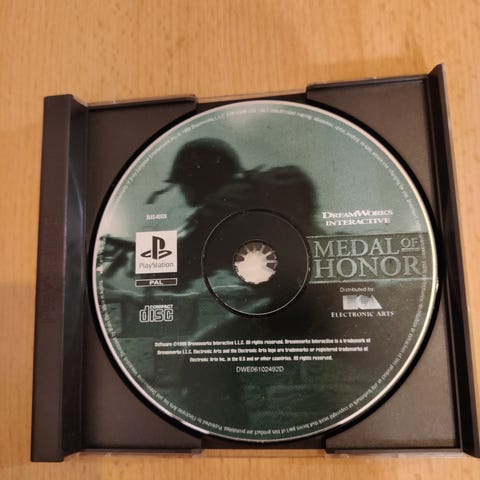 DREAMWORKS
INTERACTIVE
MEDAL OF
HONOR
PlayStation
PAL
COMPACT
disc
Distributed by:
ELECTRONIC ARTS
Software ©1999 Dreamworks Interactive L.L.C. All rights reserved. Dreamworks Interactive is a trademark of
Dreamworks L.L.C. Electronic Arts and the Electronic Arts logo are trademarks or registered trademarks of
Electronic Arts Inc. in the U.S and or other countries. All rights reserved.
DWE06102492D